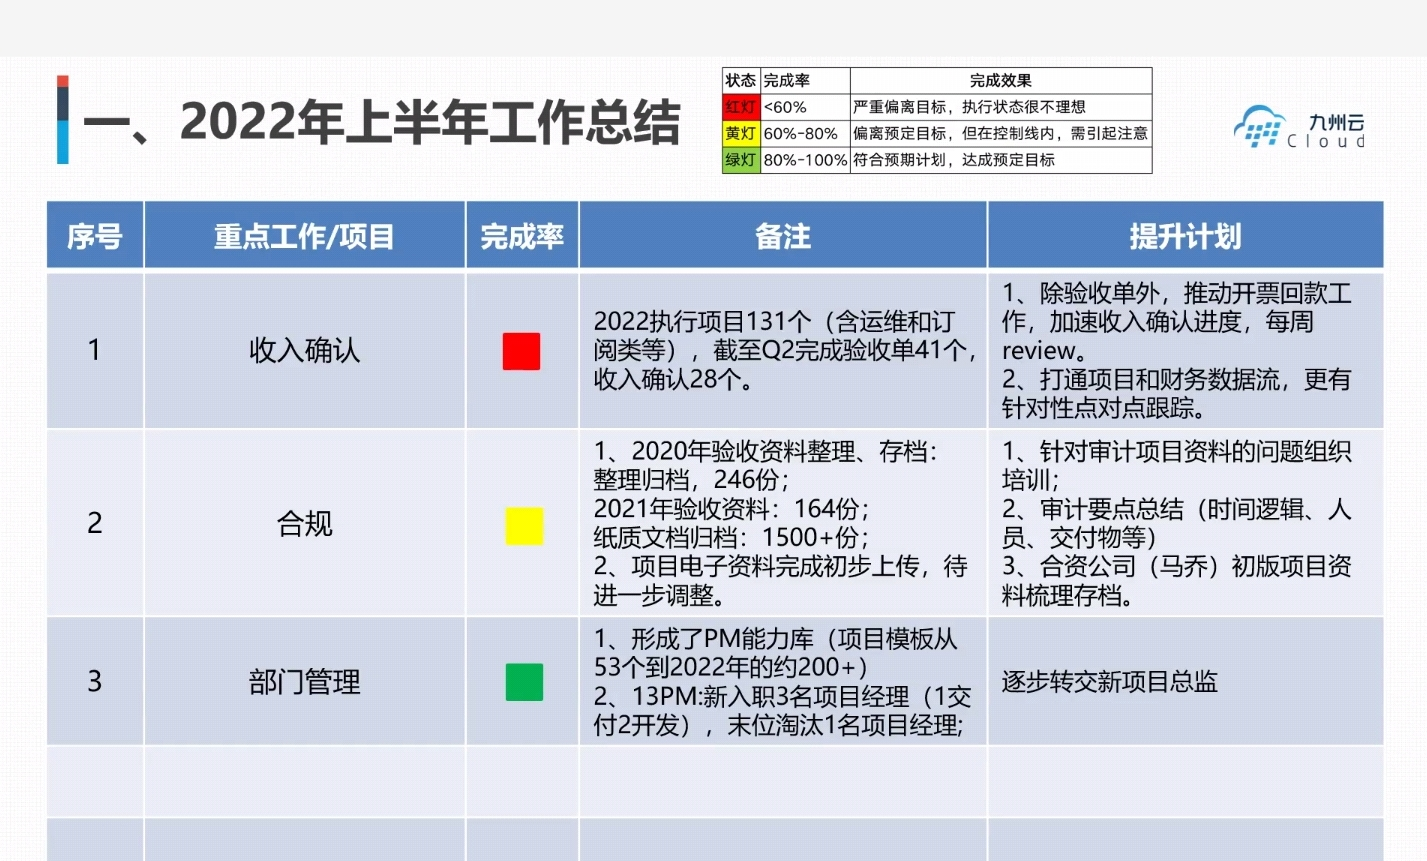 一、2022年上半年工作总结
状态 完成率 完成效果
红灯 <60% 严重偏离目标，执行状态很不理想
黄灯 60%-80% 偏离预定目标，但在控制线内，需引起注意
绿灯 80%-100% 符合预期计划，达成预定目标
九州云
Cloud
序号 重点工作/项目 完成率 备注 提升计划
1
收入确认
2022执行项目131个（含运维和订
阅类等），截至Q2完成验收单41个，
收入确认28个。
1、除验收单外，推动开票回款工
作，加速收入确认进度，每周
review。
2、打通项目和财务数据流，更有
针对性点对点跟踪。
2
合规
1、2020年验收资料整理、存档：
整理归档，246份；
2021年验收资料：164份；
纸质文档归档：1500+份；
2、项目电子资料完成初步上传，待
进一步调整。
1、针对审计项目资料的问题组织
培训；
2、审计要点总结（时间逻辑、人
员、交付物等）
3、合资公司（马乔）初版项目资
料梳理存档。
3
部门管理
1、形成了PM能力库（项目模板从
53个到2022年的约200+）
2、13PM:新入职3名项目经理（1交
付2开发），末位淘汰1名项目经理;
逐步转交新项目总监